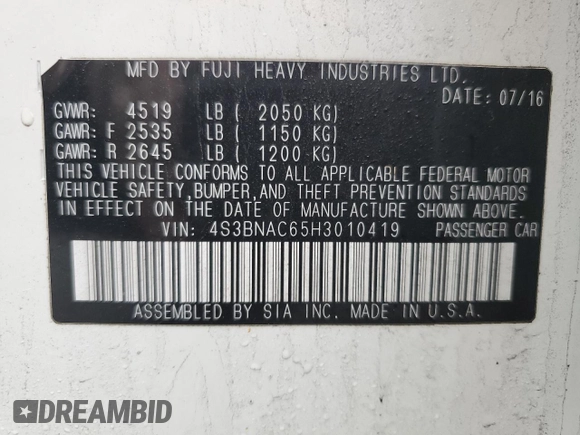 MFD BY FUJI HEAVY INDUSTRIES LTD.
DATE: 07/16
GVWR: 4519 LB ( 2050 KG)
GAWR: F 2535 LB ( 1150 KG)
GAWR: R 2645 LB ( 1200 KG)
THIS VEHICLE CONFORMS TO ALL APPLICABLE FEDERAL MOTOR
VEHICLE SAFETY,BUMPER,AND THEFT PREVENTION STANDARDS
IN EFFECT ON THE DATE OF MANUFACTURE SHOWN ABOVE.
VIN: 4S3BNAC65H3010419 PASSENGER CAR
ASSEMBLED BY SIA INC. MADE IN U.S.A.
DREAMBID